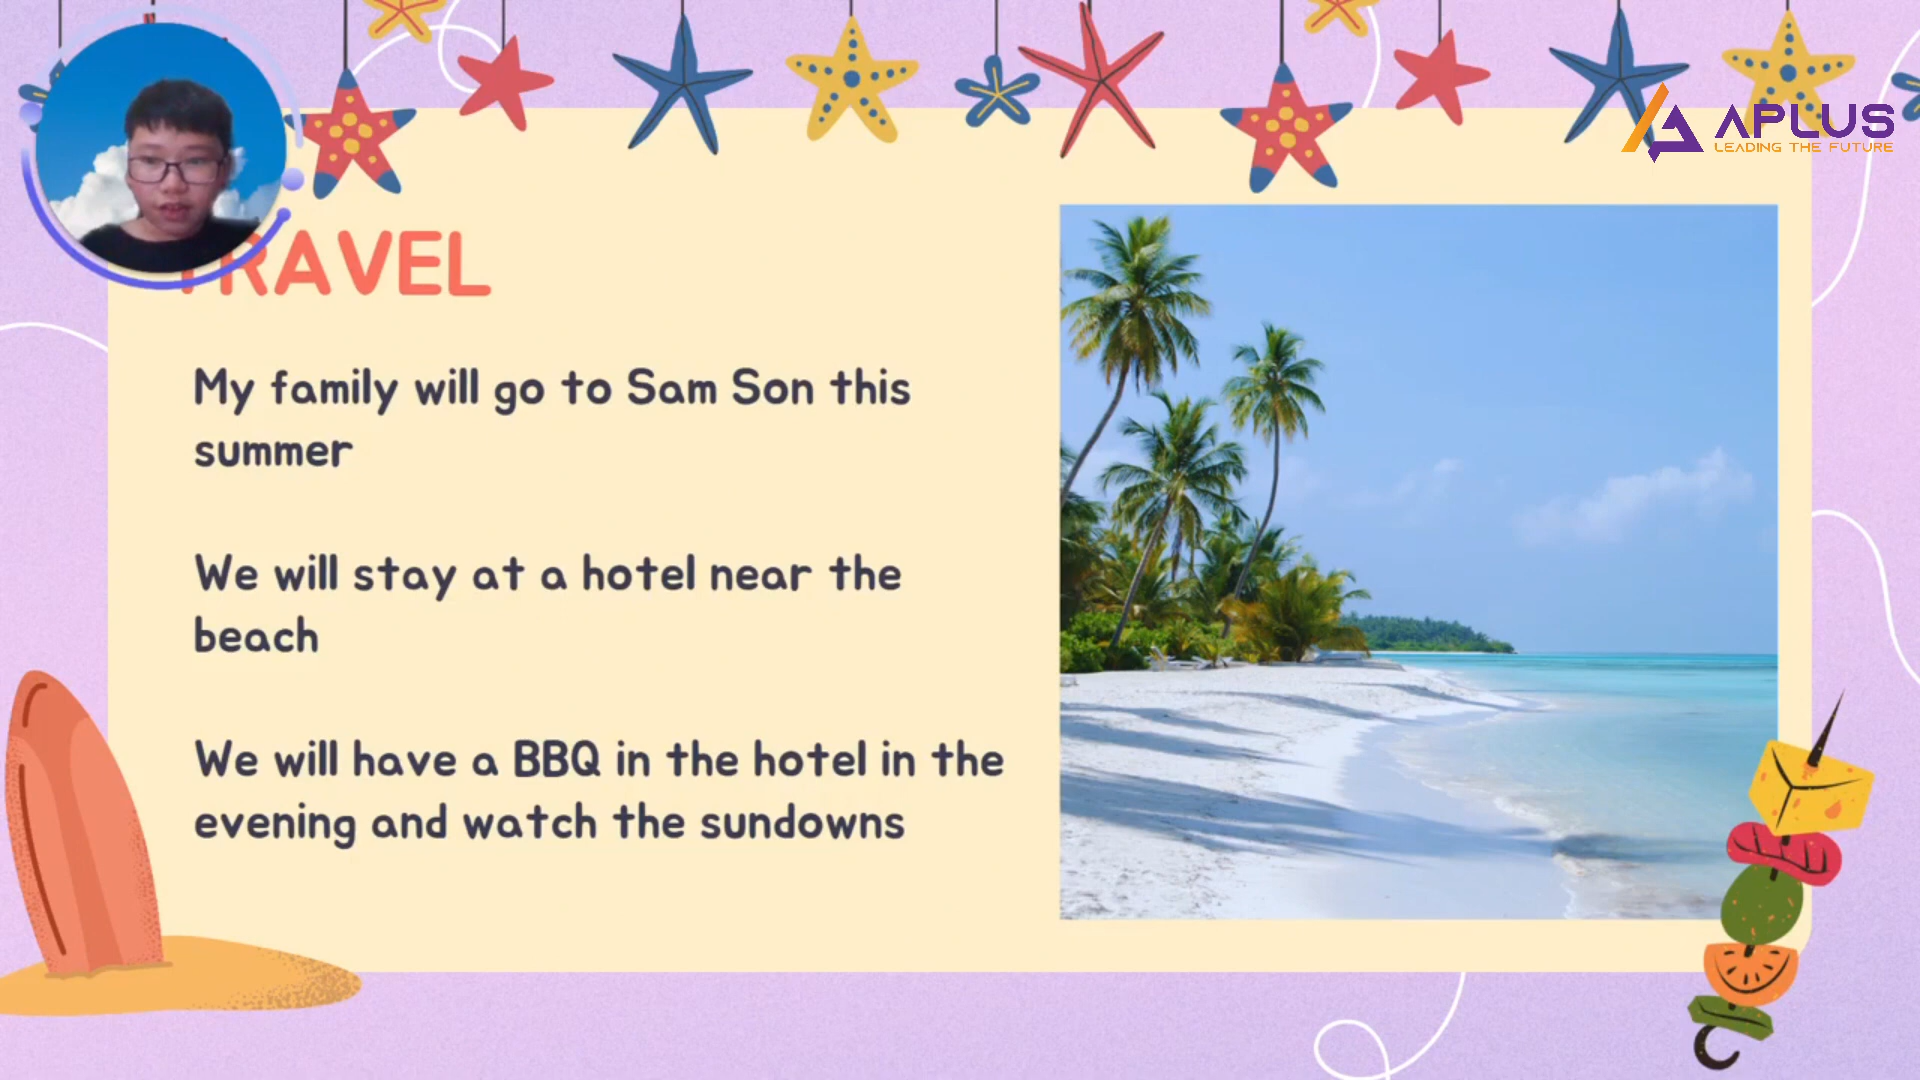 APLUS
LEADING THE FUTURE
TRAVEL
My family will go to Sam Son this
summer
We will stay at a hotel near the
beach
We will have a BBQ in the hotel in the
evening and watch the sundowns